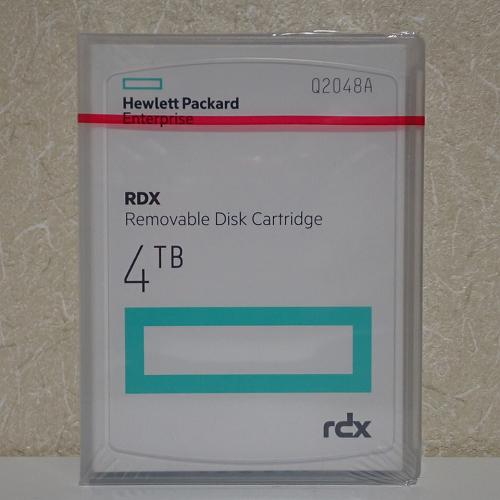 Q2048A
Hewlett Packard
Enterprise
RDX
Removable Disk Cartridge
4TB
rdx